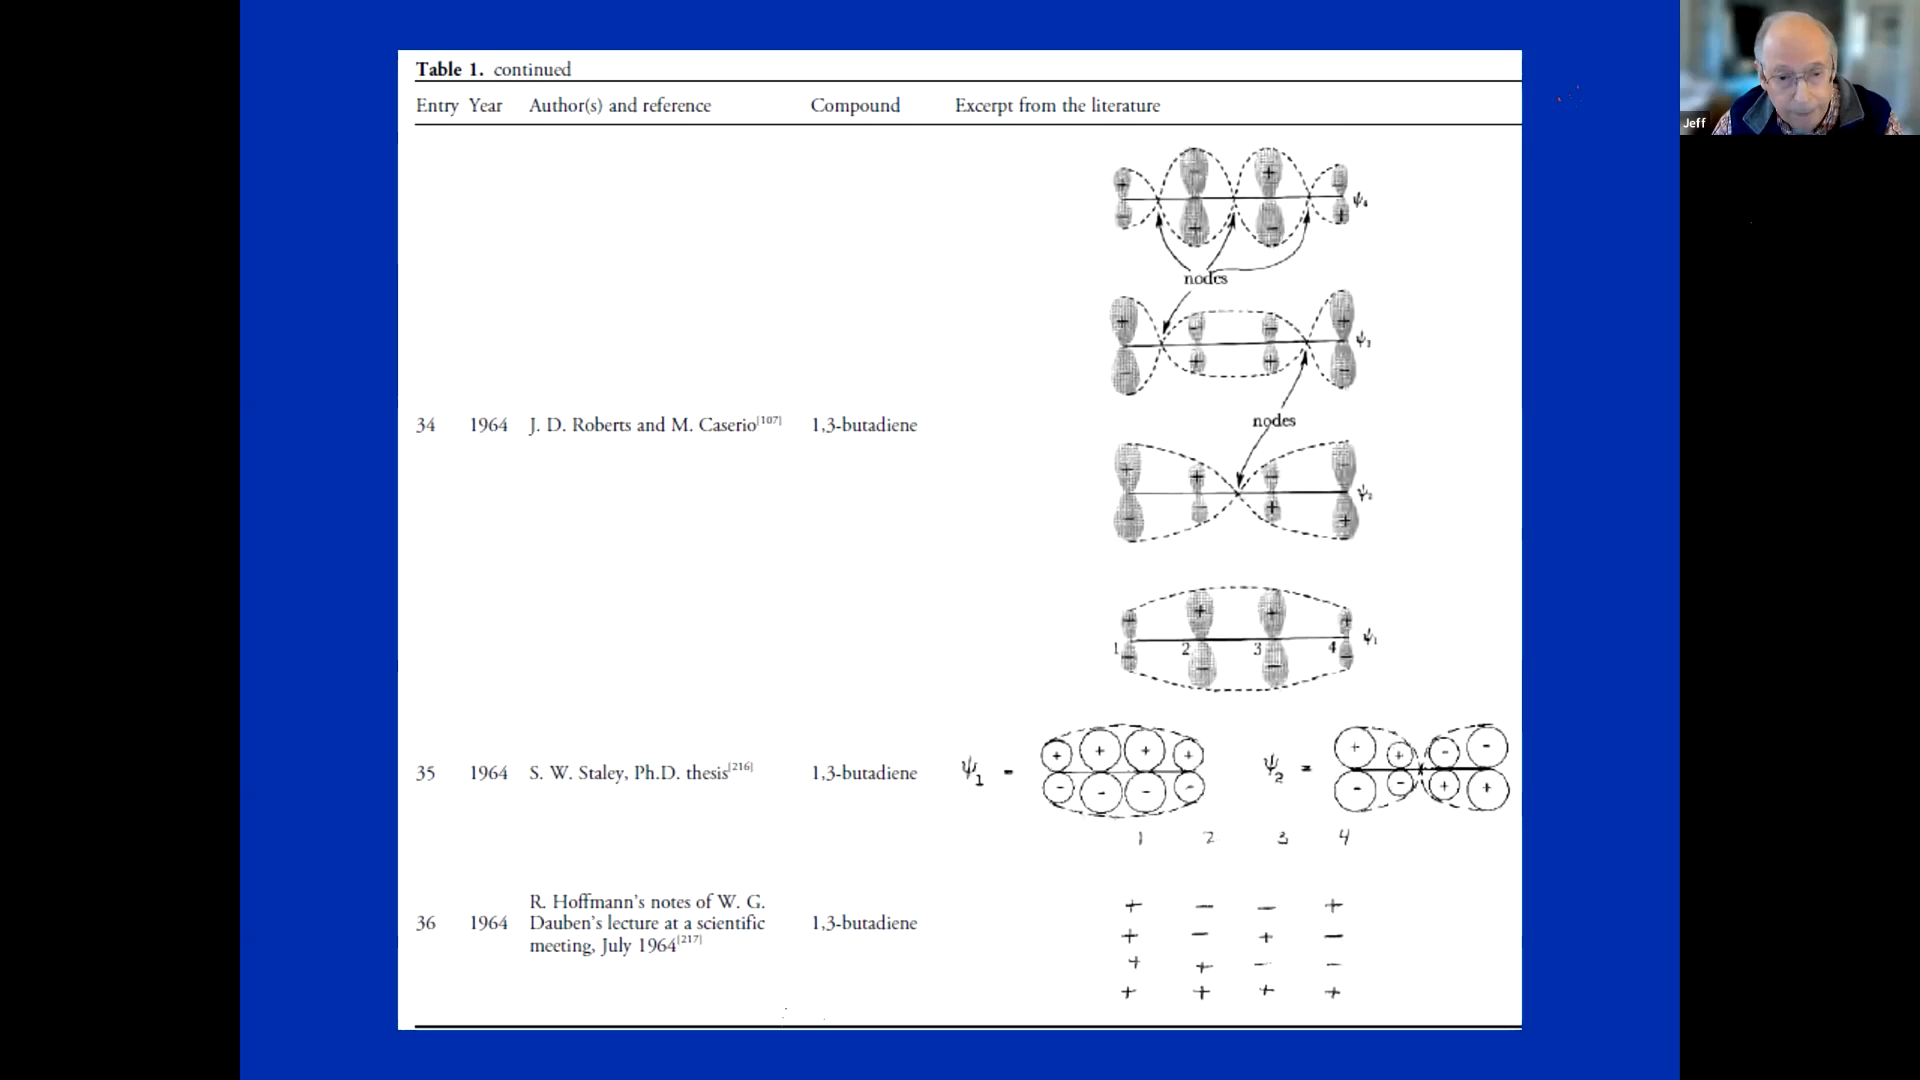 Jeff
Table 1. continued
Entry Year Author(s) and reference Compound Excerpt from the literature
+ − + −
− + − + ψ4
nodes
+ − − + ψ3
− + + −
34 1964 J. D. Roberts and M. Caserio[107] 1,3-butadiene
nodes
+ + − − ψ2
− − + +
+ + + + ψ1
1 2 3 4
− − − −
35 1964 S. W. Staley, Ph.D. thesis[216] 1,3-butadiene ψ1 = + + + + − − − − ψ2 = + + − − − − + +
1 2 3 4
R. Hoffmann's notes of W. G.
36 1964 Dauben's lecture at a scientific 1,3-butadiene
meeting, July 1964[217]
+ − − +
+ − + −
+ + − −
+ + + +